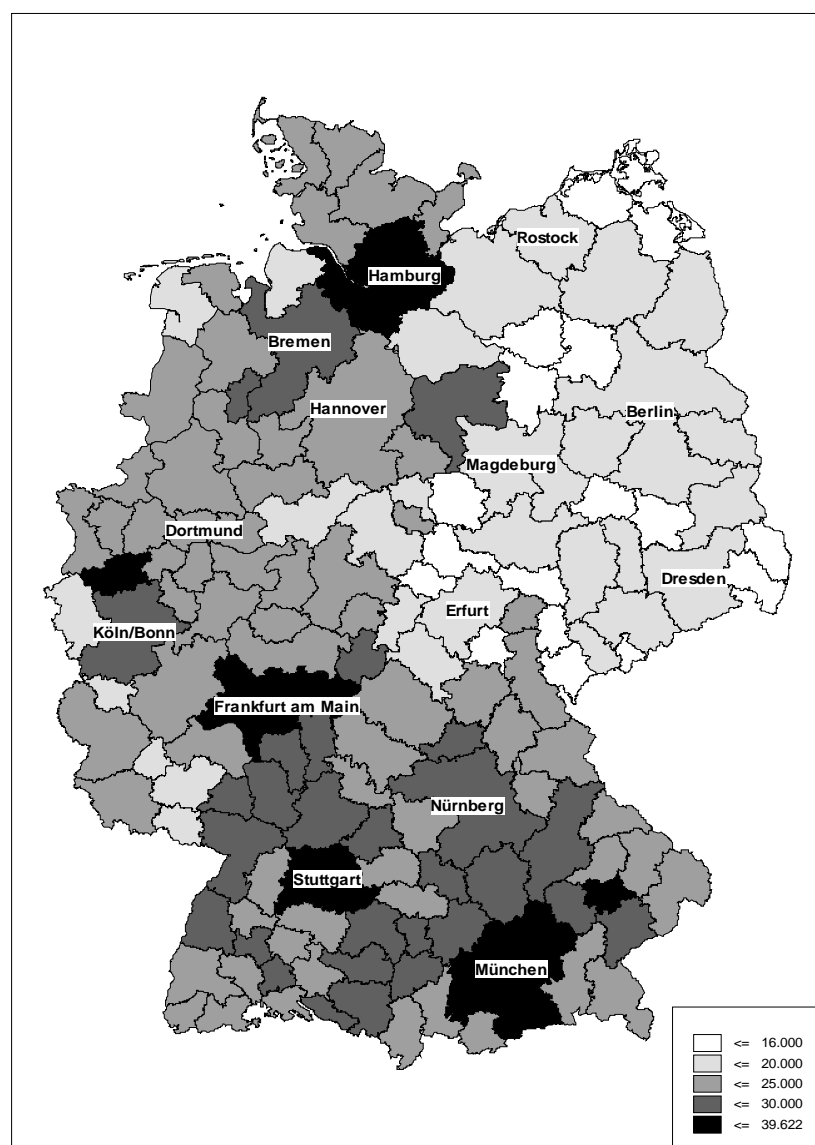 Rostock
Hamburg
Bremen
Hannover
Berlin
Magdeburg
Dortmund
Dresden
Erfurt
Köln/Bonn
Frankfurt am Main
Nürnberg
Stuttgart
München
<= 16.000
<= 20.000
<= 25.000
<= 30.000
<= 39.622